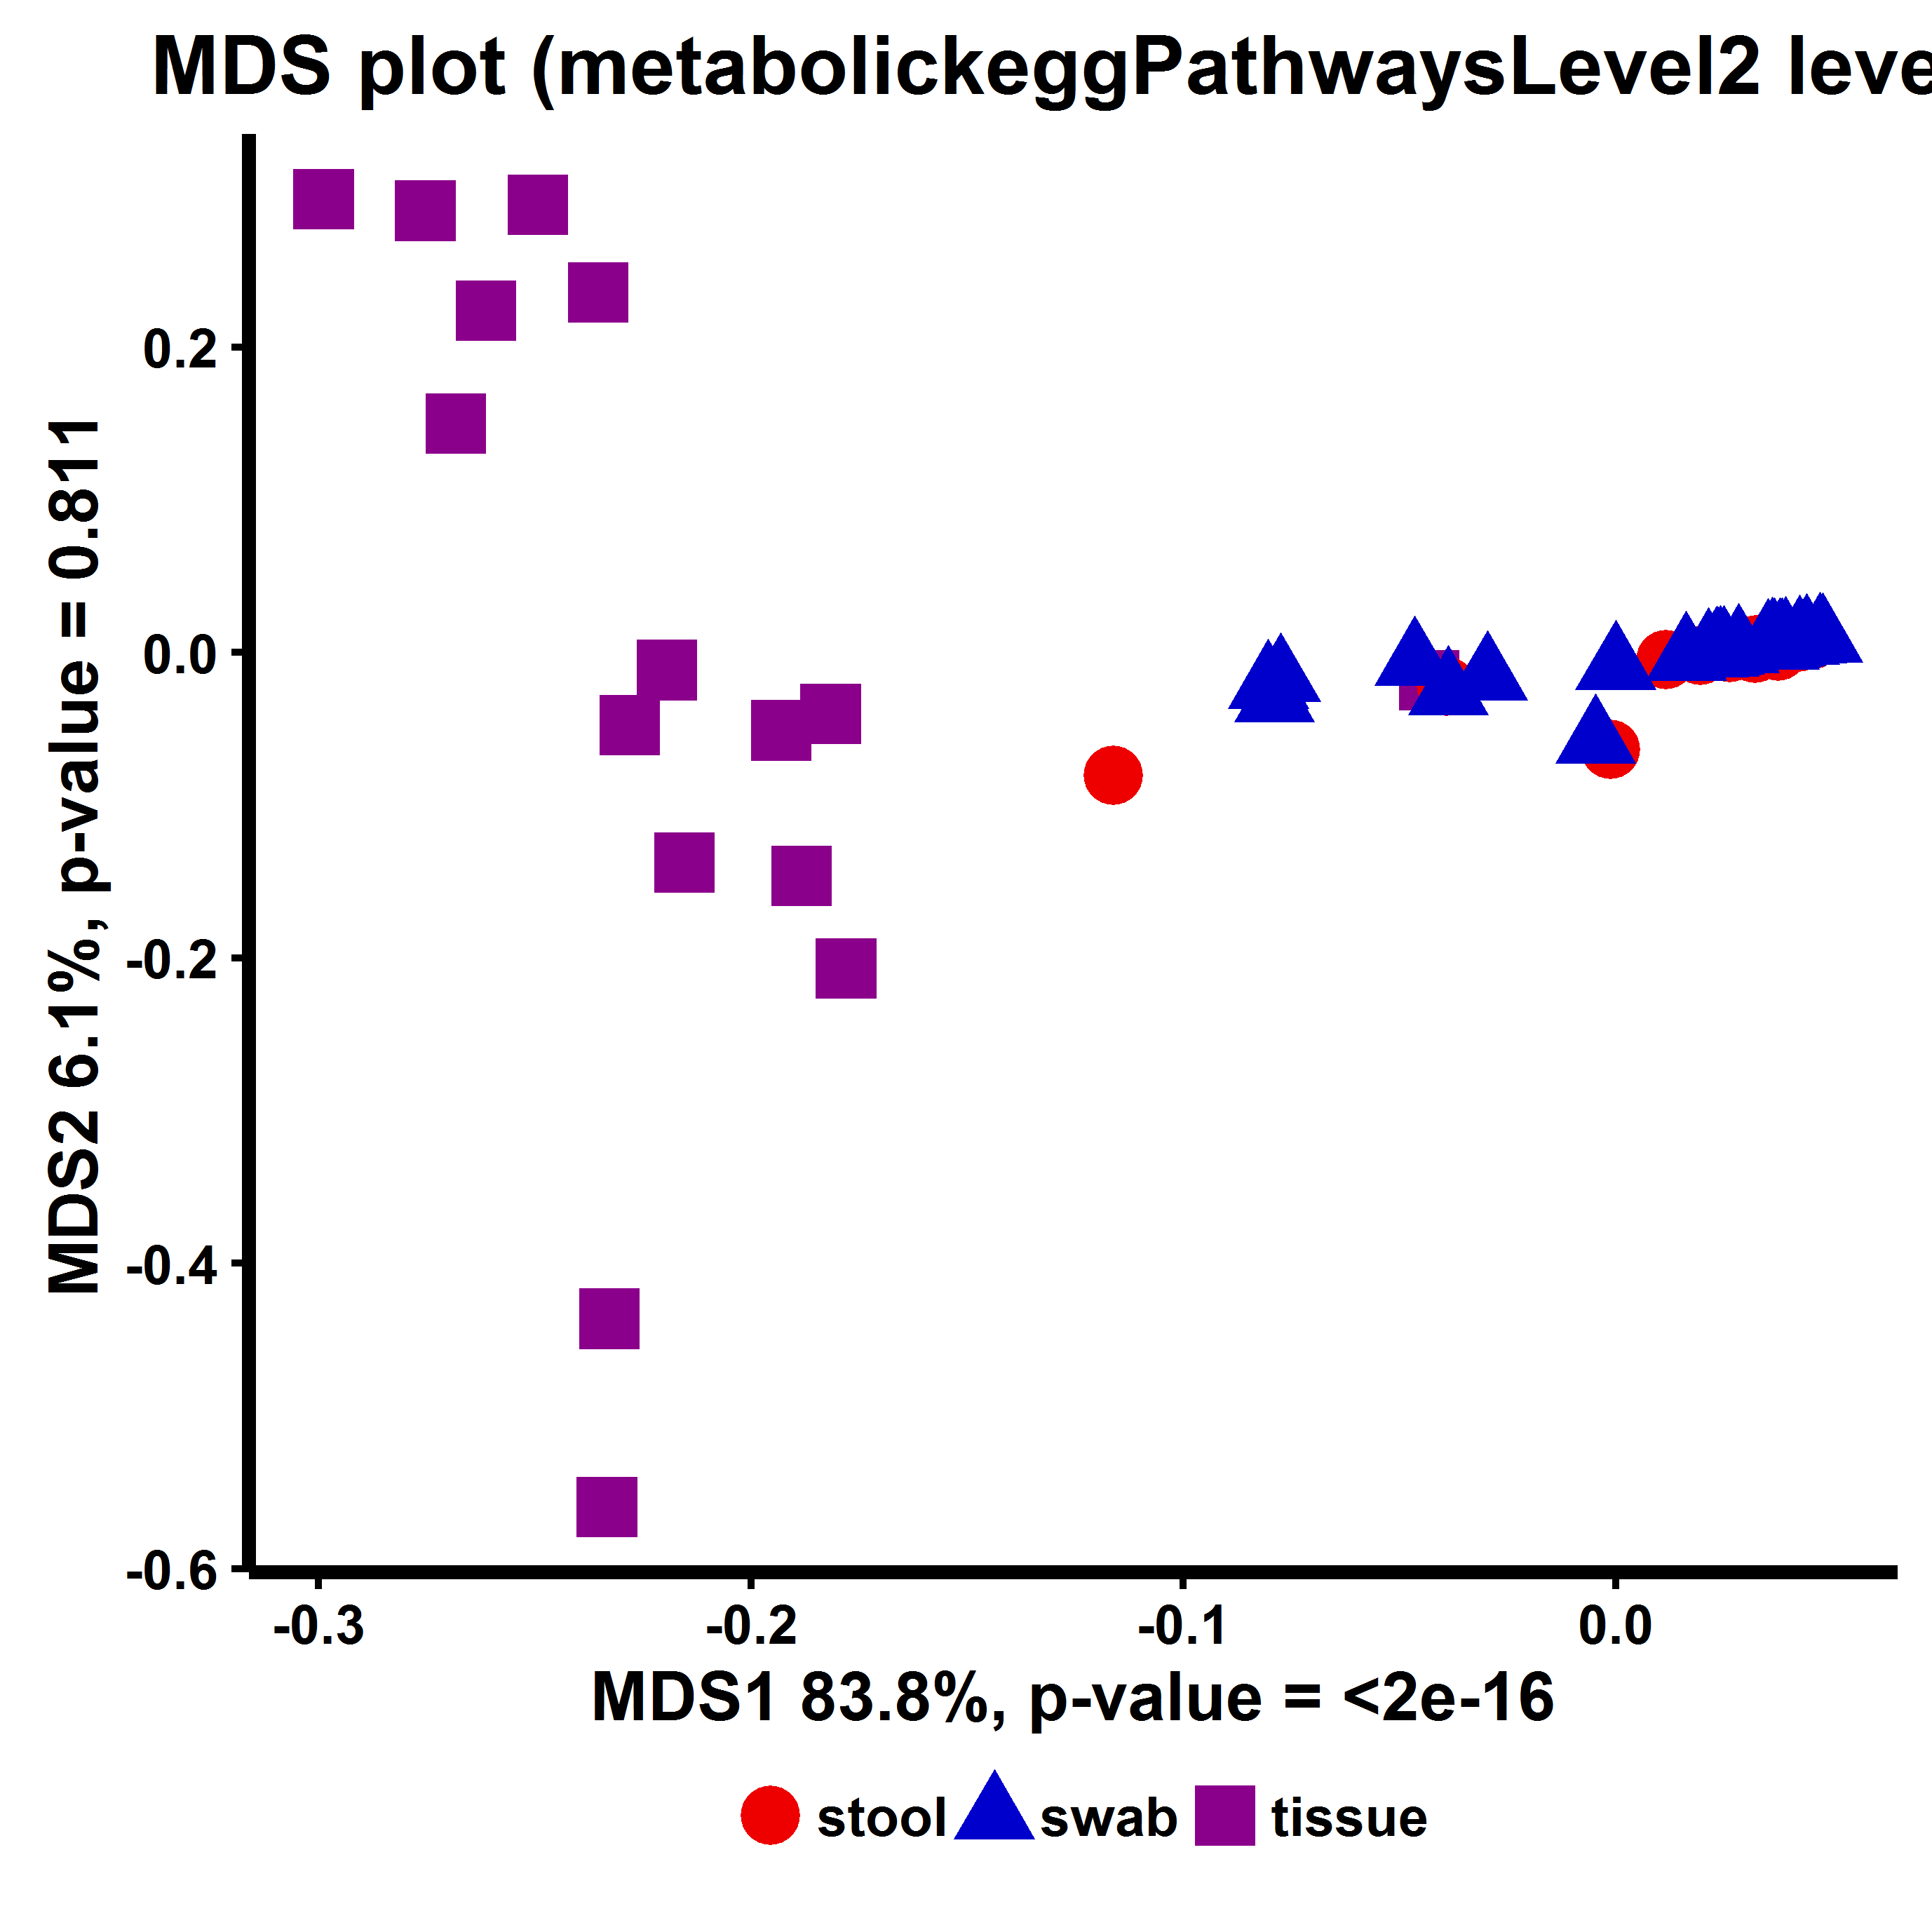 MDS plot (metabolickeggPathwaysLevel2 leve
MDS2 6.1%, p-value = 0.811
0.2
0.0
-0.2
-0.4
-0.6
-0.3 -0.2 -0.1 0.0
MDS1 83.8%, p-value = <2e-16
stool swab tissue